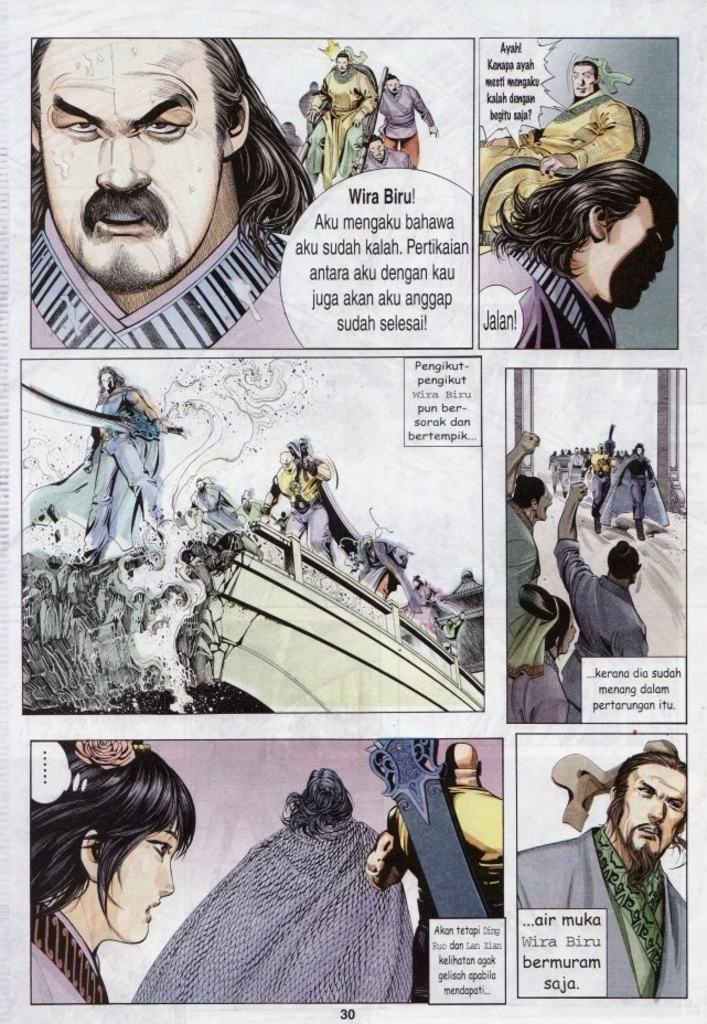 Wira Biru!
Aku mengaku bahawa
aku sudah kalah. Pertikaian
antara aku dengan kau
juga akan aku anggap
sudah selesai!
Ayah!
Kenapa ayah
mesti mengaku
kalah dengan
begitu saja?
Jalan!
Pengikut-
pengikut
Wira Biru
pun ber-
sorak dan
bertempik...
...kerana dia sudah
menang dalam
pertarungan itu.
......
Akan tetapi Ding
Ruo dan Lan Xian
kelihatan agak
gelisah apabila
mendapati...
...air muka
Wira Biru
bermuram
saja.
30